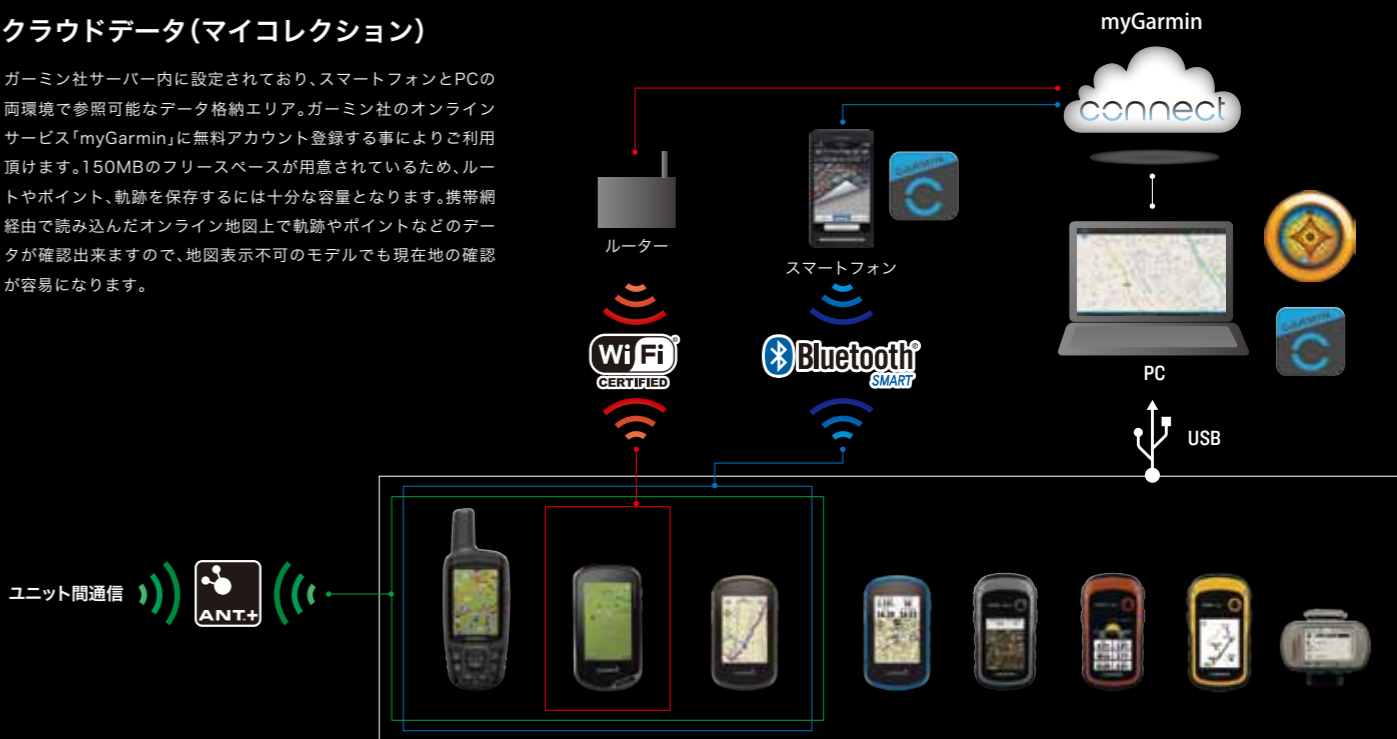 クラウドデータ(マイコレクション)
ガーミン社サーバー内に設定されており、スマートフォンとPCの
両環境で参照可能なデータ格納エリア。ガーミン社のオンライン
サービス「myGarmin」に無料アカウント登録する事によりご利用
頂けます。150MBのフリースペースが用意されているため、ルー
トやポイント、軌跡を保存するには十分な容量となります。携帯網
経由で読み込んだオンライン地図上で軌跡やポイントなどのデー
タが確認出来ますので、地図表示不可のモデルでも現在地の確認
が容易になります。
myGarmin
connect
ルーター
スマートフォン
Wi Fi
CERTIFIED
Bluetooth
SMART
PC
USB
ユニット間通信
ANT+